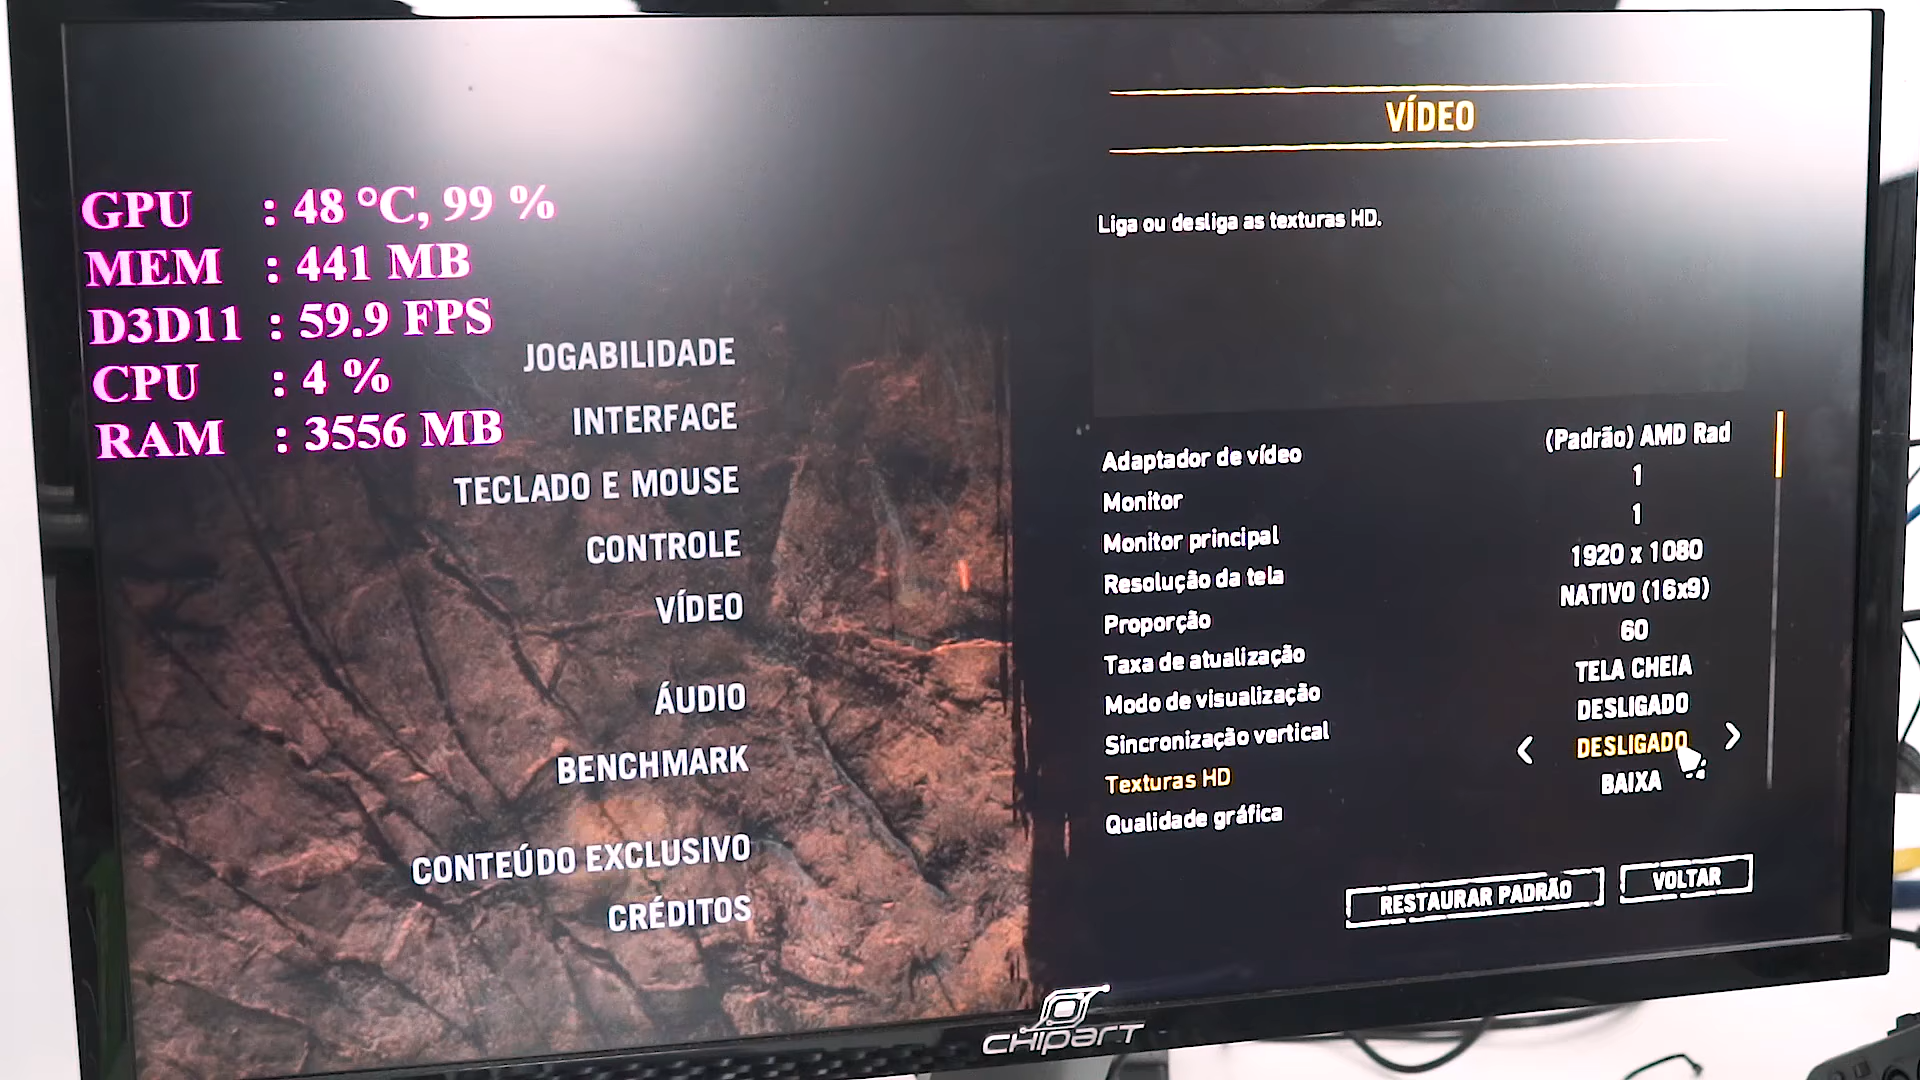 GPU : 48 °C, 99 %
MEM : 441 MB
D3D11 : 59.9 FPS
CPU : 4 %
RAM : 3556 MB
JOGABILIDADE
INTERFACE
TECLADO E MOUSE
CONTROLE
VÍDEO
ÁUDIO
BENCHMARK
CONTEÚDO EXCLUSIVO
CRÉDITOS
VÍDEO
Liga ou desliga as texturas HD.
Adaptador de vídeo (Padrão) AMD Rad
Monitor 1
Monitor principal 1
Resolução da tela 1920 x 1080
Proporção NATIVO (16x9)
Taxa de atualização 60
Modo de visualização TELA CHEIA
Sincronização vertical DESLIGADO
Texturas HD < DESLIGADO >
Qualidade gráfica BAIXA
RESTAURAR PADRÃO VOLTAR
CHIPART